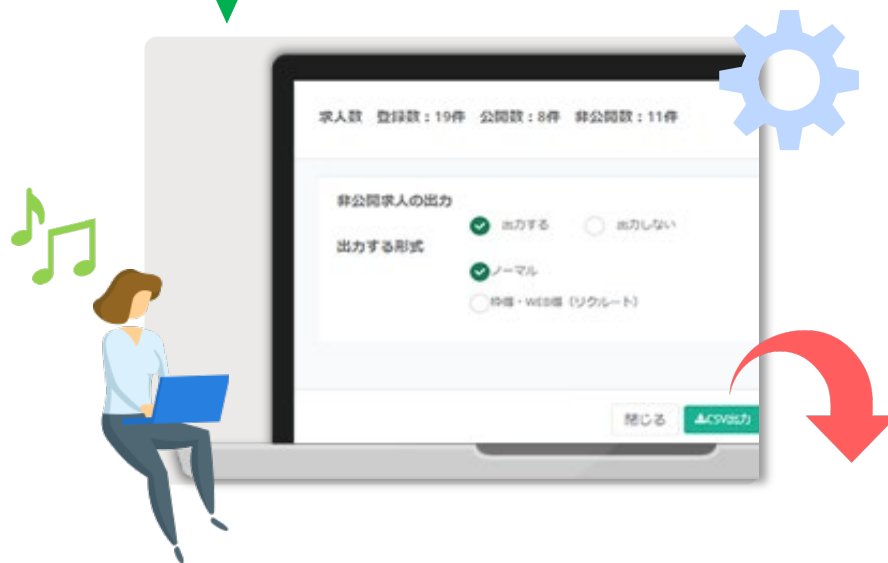 求人数 登録数：19件 公開数：8件 非公開数：11件
非公開求人の出力
出力する 出力しない
出力する形式
ノーマル
枠種・WEB種（リクルート）
閉じる CSV出力